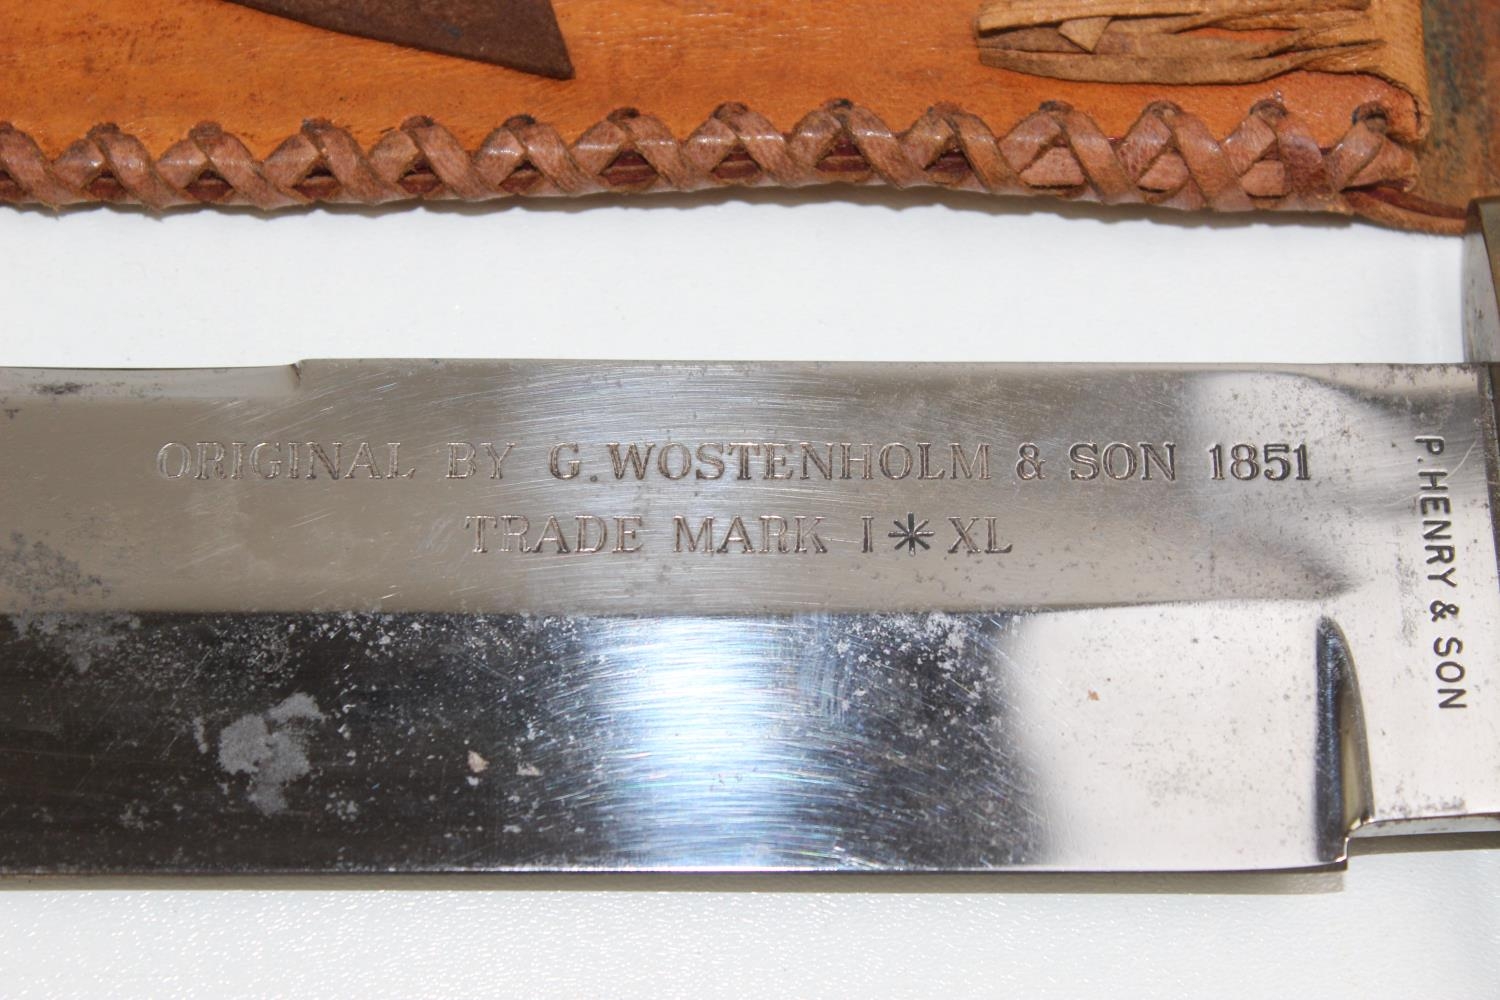 ORIGINAL BY G.WOSTENHOLM & SON 1851
TRADE MARK I*XL
P.HENRY & SON